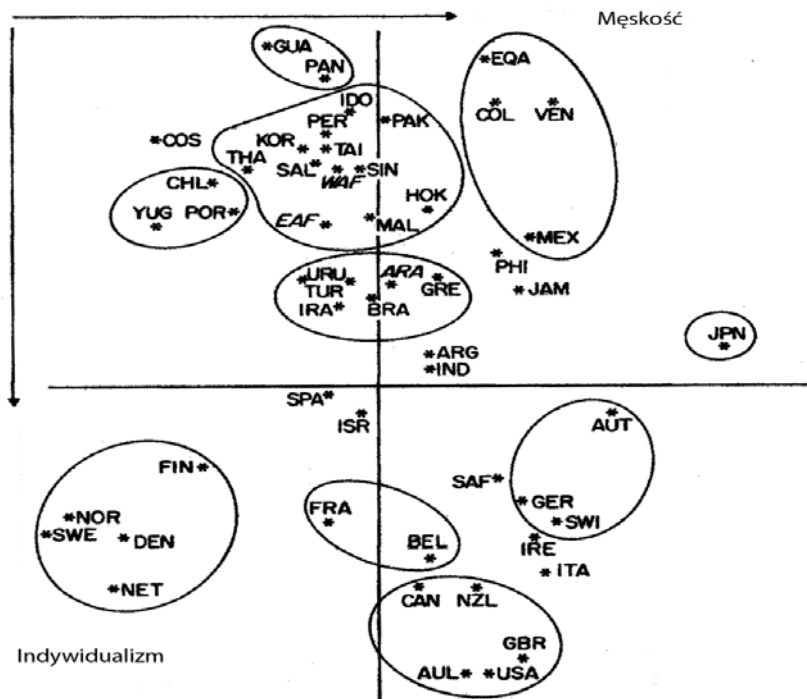 Męskość
GUA
PAN
EQA
IDO
COL VEN
PER PAK
COS KOR TAI
THA SAL WAF SIN
CHL
HOK
YUG POR
EAF MAL
MEX
PHI
URU ARA
TUR GRE
JAM
IRA BRA
JPN
ARG
IND
SPA
ISR
AUT
FIN
SAF
FRA GER
NOR SWI
SWE DEN BEL IRE
ITA
NET CAN NZL
GBR
Indywidualizm
AUL USA